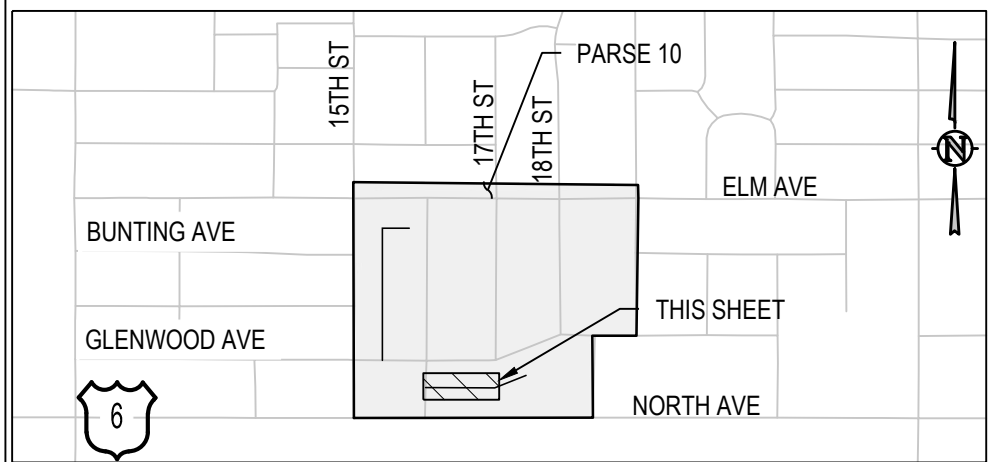 PARSE 10
15TH ST
17TH ST
18TH ST
N
ELM AVE
BUNTING AVE
THIS SHEET
GLENWOOD AVE
NORTH AVE
6